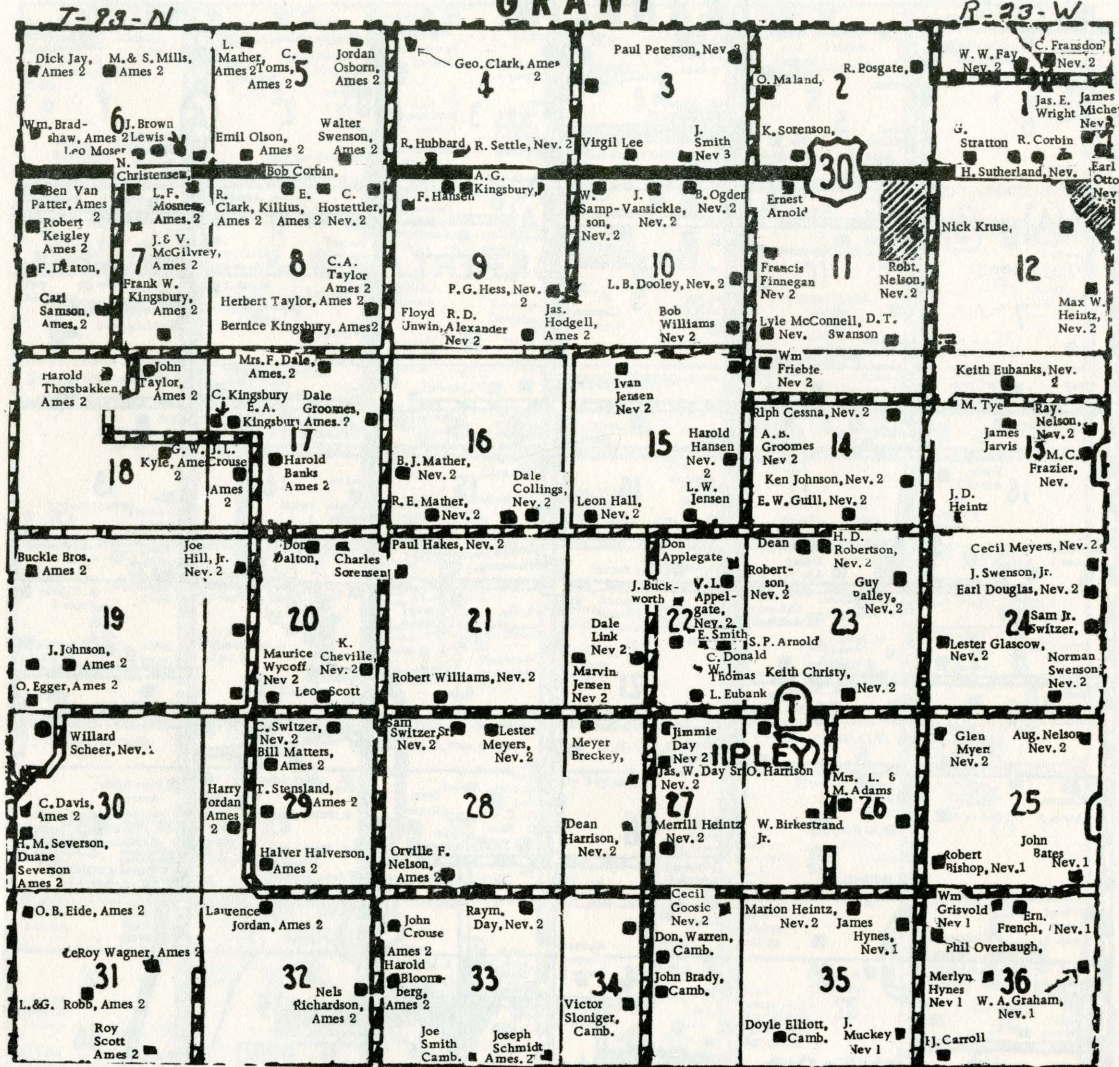 GRANT
T-83-N
R-23-W
Dick Jay,
Ames 2
M. & S. Mills,
Ames 2
Wm. Brad-
shaw, Ames 2
6
J. Brown
Lewis
Leo Moser
N.
Christensen
L.
Mather,
Ames 2
C.
Toms,
Ames 2
5
Jordan
Osborn,
Ames 2
Emil Olson,
Ames 2
Walter
Swenson,
Ames 2
Bob Corbin,
Geo. Clark, Ames
2
4
R. Hubbard
R. Settle, Nev. 2
Paul Peterson, Nev. 3
3
Virgil Lee
J.
Smith
Nev 3
2
O. Maland,
R. Posgate,
K. Sorenson,
30
W. W. Fay
Nev. 2
C. Fransdon
Nev. 2
1
Jas. E.
Wright
James
Nev
G.
Stratton
R. Corbin
H. Sutherland, Nev.
Earl
Otto
Nev
Ben Van
Patter, Ames
2
Robert
Keigley
Ames 2
F. Deaton,
Carl
Samson,
Ames, 2
7
L. F.
Ames. 2
J. & V.
McGilvrey,
Ames 2
Frank W.
Kingsbury,
Ames 2
R.
Clark,
Ames 2
E.
Killius,
Ames 2
C.
Hostettler,
Nev. 2
8
C. A.
Taylor
Ames 2
Herbert Taylor, Ames 2
Bernice Kingsbury, Ames 2
F. Hansen
A. G.
Kingsbury,
9
P. G. Hess, Nev.
2
Floyd
Unwin,
R. D.
Alexander
Nev 2
Jas.
Hodgell,
Ames 2
W.
Samp-
son,
Nev. 2
J.
Vansickle,
Nev. 2
B. Ogden
Nev. 2
10
L. B. Dooley, Nev. 2
Bob
Williams
Nev 2
Ernest
Arnold
Francis
Finnegan
Nev 2
11
Robt.
Nelson,
Nev. 2
Lyle McConnell,
Nev.
D. T.
Swanson
Nick Kruse,
12
Max W.
Heintz,
Nev. 2
Harold
Thorsbakken,
Ames 2
John
Taylor,
Ames 2
18
G. W.
Kyle, Ames
2
J. L.
Crouse
Ames
2
Mrs. F. Dale,
Ames. 2
C. Kingsbury
E. A.
Kingsbury Ames. 2
Dale
Groomes,
Ames. 2
17
Harold
Banks
Ames 2
16
B. J. Mather,
Nev. 2
R. E. Mather,
Nev. 2
Dale
Collings,
Nev. 2
Ivan
Jensen
Nev 2
15
Harold
Hansen
Nev.
2
L. W.
Jensen
Leon Hall,
Nev. 2
Wm
Friebte
Nev 2
Rlph Cessna, Nev. 2
A. B.
Groomes
Nev 2
14
Ken Johnson, Nev. 2
E. W. Guill, Nev. 2
Keith Eubanks, Nev.
2
M. Tye
Ray.
Nelson,
Nev. 2
James
Jarvis
13
M. C.
Frazier,
Nev.
J. D.
Heintz
Buckle Bros.
Ames 2
Joe
Hill, Jr.
Nev. 2
19
J. Johnson,
Ames 2
O. Egger, Ames 2
Don
Dalton,
Charles
Sorensen
20
Maurice
Wycoff
Nev 2
K.
Cheville,
Nev. 2
Leo Scott
Paul Hakes, Nev. 2
21
Robert Williams, Nev. 2
Dale
Link
Nev 2
Marvin
Jensen
Nev 2
Don
Applegate
J. Buck-
worth
V. L.
Appel-
gate,
Nev. 2
22
E. Smith
S. P. Arnold
C. Donald
W. J.
Thomas
L. Eubank
Dean
Robert-
son,
Nev. 2
H. D.
Robertson,
Nev. 2
Guy
Nev. 2
23
Keith Christy,
Nev. 2
T
Cecil Meyers, Nev. 2
J. Swenson, Jr.
Earl Douglas, Nev. 2
24
Sam Jr.
Switzer,
Lester Glascow,
Nev. 2
Norman
Swenson,
Nev. 2
Willard
Scheer, Nev.
C. Davis,
Ames 2
30
H. M. Severson,
Duane
Severson
Ames 2
Harry
Jordan
Ames
2
C. Switzer,
Nev. 2
Bill Matters,
Ames 2
T. Stensland,
Ames 2
29
Halver Halverson,
Ames 2
Sam
Switzer, Sr.
Nev. 2
Lester
Meyers,
Nev. 2
28
Orville F.
Nelson,
Ames 2
Meyer
Breckey,
Dean
Harrison,
Nev. 2
Jimmie
Day
Nev 2
Jas. W. Day Sr.
Nev. 2
27
Merrill Heintz
Nev. 2
IIPLEY
O. Harrison
W. Birkestrand
Jr.
Mrs. L. &
M. Adams
26
Glen
Myers
Nev. 2
Aug. Nelson
Nev. 2
25
Robert
Bishop, Nev. 1
John
Bates
Nev. 1
O. B. Eide, Ames 2
LeRoy Wagner, Ames 2
31
L. & G. Robb, Ames 2
Roy
Scott
Ames 2
Laurence
Jordan, Ames 2
32
Nels
Richardson,
Ames 2
John
Crouse
Ames 2
Harold
Bloom-
berg,
Ames 2
Raym.
Day, Nev. 2
33
Joe
Smith
Camb.
Joseph
Schmidt
Ames. 2
34
Victor
Sloniger,
Camb.
Cecil
Goosic
Nev. 2
Don, Warren,
Camb.
John Brady,
Camb.
Marion Heintz,
Nev. 2
James
Hynes,
Nev. 1
35
Doyle Elliott,
Camb.
J.
Muckey
Nev 1
Wm
Grisvold
Nev
Ern.
French, Nev. 1
Phil Overbaugh,
Merlyn
Hynes
Nev 1
36
W. A. Graham,
Nev. 1
J. Carroll